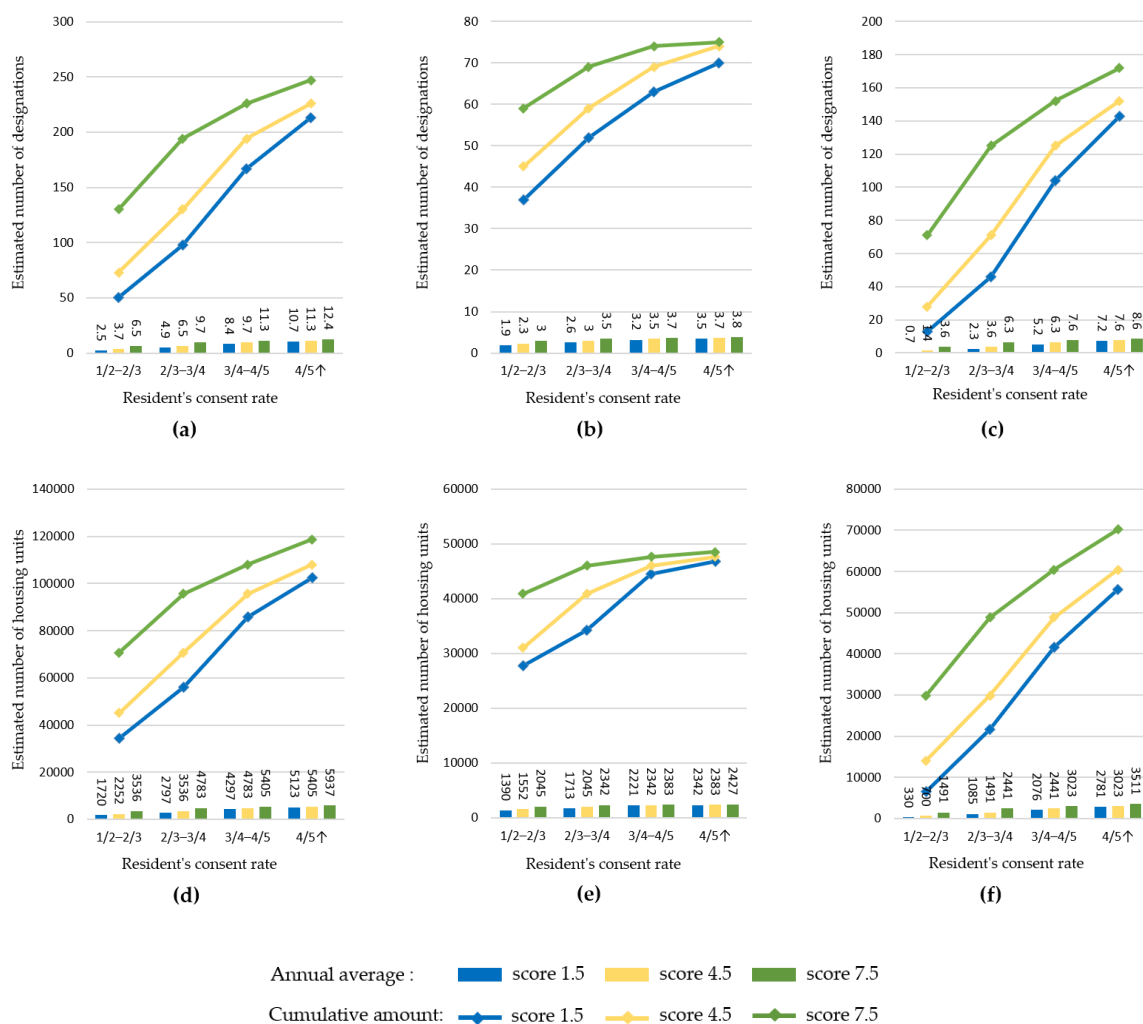 Estimated number of designations
300
250
200
150
100
50
0
2.5 3.7 6.5 4.9 6.5 9.7 8.4 9.7 11.3 10.7 11.3 12.4
1/2–2/3 2/3–3/4 3/4–4/5 4/5↑
Resident's consent rate
(a)
Estimated number of designations
80
70
60
50
40
30
20
10
0
1.9 2.3 3 2.6 3 3.5 3.2 3.5 3.7 3.5 3.7 3.8
1/2–2/3 2/3–3/4 3/4–4/5 4/5↑
Resident's consent rate
(b)
Estimated number of designations
200
180
160
140
120
100
80
60
40
20
0
0.7 1.4 3.6 2.3 3.6 6.3 5.2 6.3 7.6 7.2 7.6 8.6
1/2–2/3 2/3–3/4 3/4–4/5 4/5↑
Resident's consent rate
(c)
Estimated number of housing units
140000
120000
100000
80000
60000
40000
20000
0
1720 2252 3536 2797 3536 4783 4297 4783 5405 5123 5405 5937
1/2–2/3 2/3–3/4 3/4–4/5 4/5↑
Resident's consent rate
(d)
Estimated number of housing units
60000
50000
40000
30000
20000
10000
0
1390 1552 2045 1713 2045 2342 2221 2342 2383 2342 2383 2427
1/2–2/3 2/3–3/4 3/4–4/5 4/5↑
Resident's consent rate
(e)
Estimated number of housing units
80000
70000
60000
50000
40000
30000
20000
10000
0
330 1491 1085 1491 2441 2076 2441 3023 2781 3023 3511
1/2–2/3 2/3–3/4 3/4–4/5 4/5↑
Resident's consent rate
(f)
Annual average : score 1.5 score 4.5 score 7.5
Cumulative amount: score 1.5 score 4.5 score 7.5